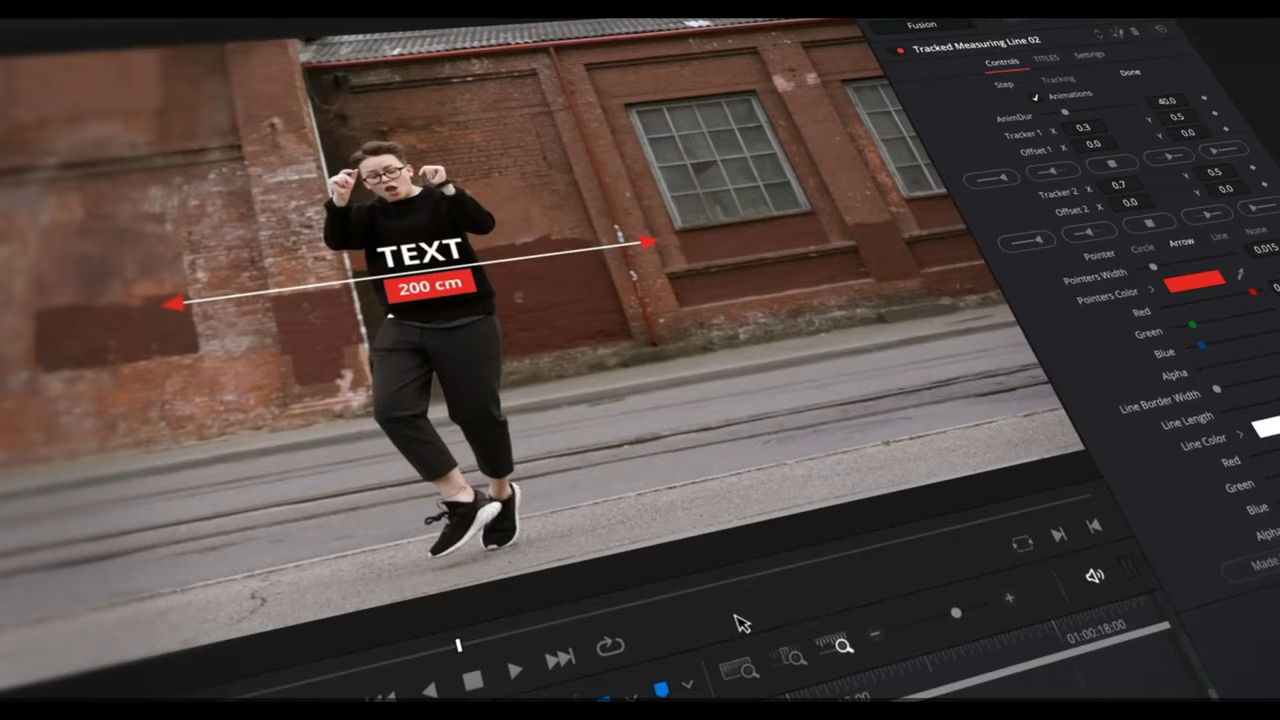 Fusion
Tracked Measuring Line 02
Controls TITLES Settings
Step Tracking Done
Animations
AnimDur 40.0
Tracker 1 X 0.3 Y 0.5
Offset 1 X 0.0 Y 0.0
Tracker 2 X 0.7 Y 0.5
Offset 2 X 0.0 Y 0.0
Pointer Circle Arrow Line None
Pointers Width 0.015
Pointers Color
Red
Green
Blue
Alpha
Line Border Width
Line Length
Line Color
Red
Green
Blue
Alpha
Made
TEXT
200 cm
01:00:18:00